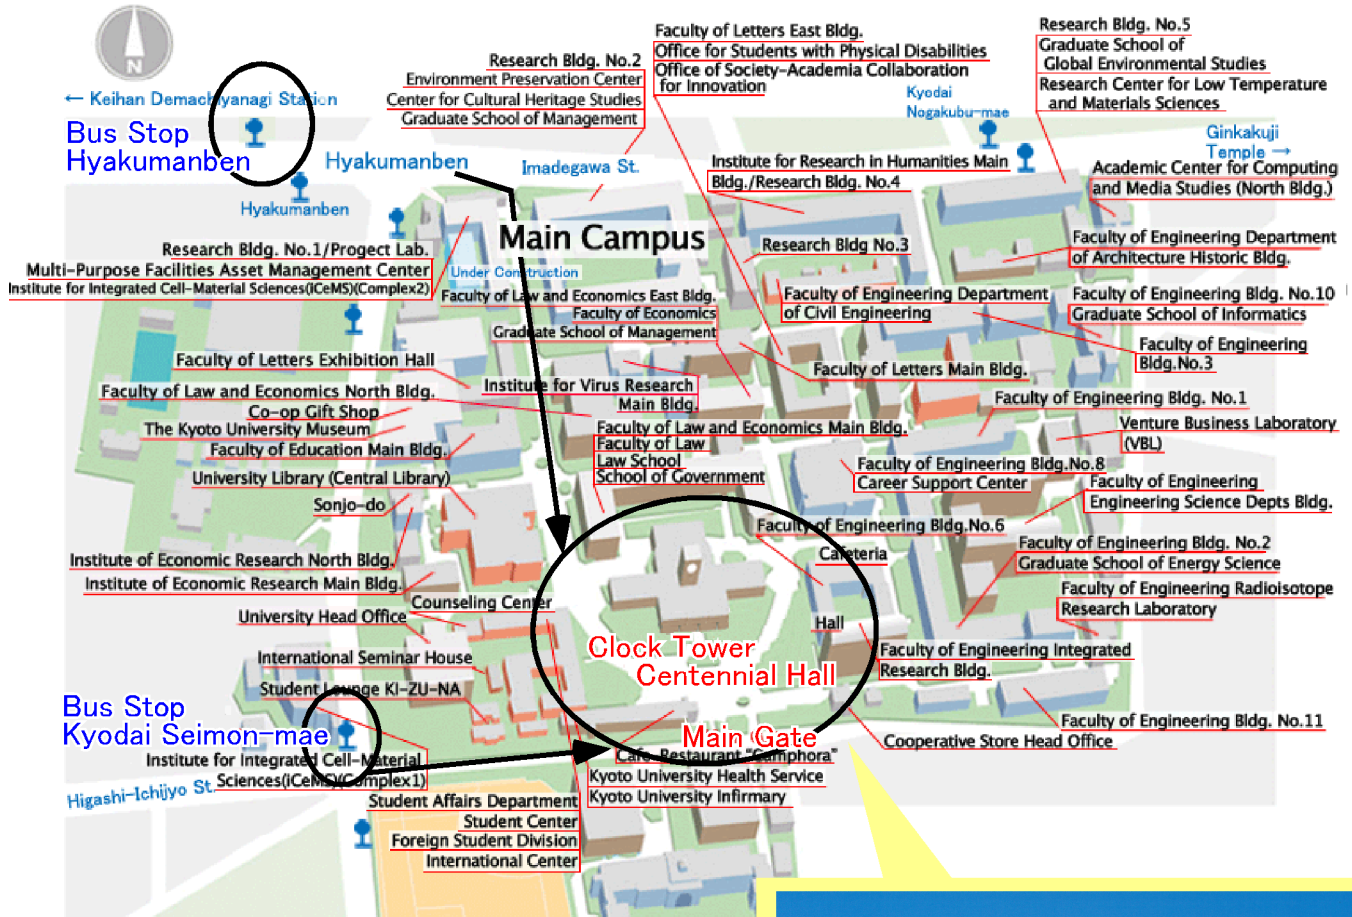 N
← Keihan Demachiyanagi Station
Bus Stop
Hyakumanben
Hyakumanben
Hyakumanben
Imadegawa St.
Research Bldg. No.2
Environment Preservation Center
Center for Cultural Heritage Studies
Graduate School of Management
Faculty of Letters East Bldg.
Office for Students with Physical Disabilities
Office of Society-Academia Collaboration
for Innovation
Kyodai
Nogakubu-mae
Research Bldg. No.5
Graduate School of
Global Environmental Studies
Research Center for Low Temperature
and Materials Sciences
Ginkakuji
Temple →
Institute for Research in Humanities Main
Bldg./Research Bldg. No.4
Academic Center for Computing
and Media Studies (North Bldg.)
Main Campus
Research Bldg No.3
Faculty of Engineering Department
of Architecture Historic Bldg.
Research Bldg. No.1/Progect Lab.
Multi-Purpose Facilities Asset Management Center
Institute for Integrated Cell-Material Sciences(iCeMS)(Complex2)
Under Construction
Faculty of Law and Economics East Bldg.
Faculty of Economics
Graduate School of Management
Faculty of Engineering Department
of Civil Engineering
Faculty of Engineering Bldg. No.10
Graduate School of Informatics
Faculty of Engineering
Bldg.No.3
Faculty of Letters Exhibition Hall
Faculty of Law and Economics North Bldg.
Co-op Gift Shop
The Kyoto University Museum
Faculty of Education Main Bldg.
University Library (Central Library)
Sonjo-do
Institute for Virus Research
Main Bldg.
Faculty of Letters Main Bldg.
Faculty of Engineering Bldg. No.1
Venture Business Laboratory
(VBL)
Faculty of Law and Economics Main Bldg.
Faculty of Law
Law School
School of Government
Faculty of Engineering Bldg.No.8
Career Support Center
Faculty of Engineering
Engineering Science Depts Bldg.
Faculty of Engineering Bldg.No.6
Cafeteria
Faculty of Engineering Bldg. No.2
Graduate School of Energy Science
Institute of Economic Research North Bldg.
Institute of Economic Research Main Bldg.
Counseling Center
University Head Office
Faculty of Engineering Radioisotope
Research Laboratory
Hall
Clock Tower
Centennial Hall
Faculty of Engineering Integrated
Research Bldg.
International Seminar House
Student Lounge KI-ZU-NA
Bus Stop
Kyodai Seimon-mae
Main Gate
Faculty of Engineering Bldg. No.11
Cooperative Store Head Office
Institute for Integrated Cell-Material
Sciences(iCeMS)(Complex1)
Cafe-Restaurant "Camphora"
Kyoto University Health Service
Kyoto University Infirmary
Higashi-Ichijyo St.
Student Affairs Department
Student Center
Foreign Student Division
International Center